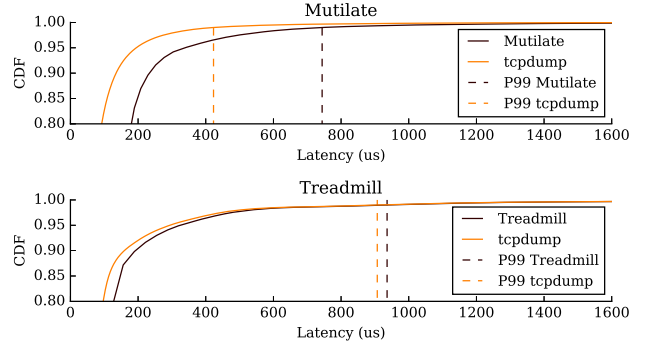 Mutilate
1.00
0.95
0.90
0.85
0.80
CDF
Mutilate
tcpdump
P99 Mutilate
P99 tcpdump
0 200 400 600 800 1000 1200 1400 1600
Latency (us)
Treadmill
1.00
0.95
0.90
0.85
0.80
CDF
Treadmill
tcpdump
P99 Treadmill
P99 tcpdump
0 200 400 600 800 1000 1200 1400 1600
Latency (us)